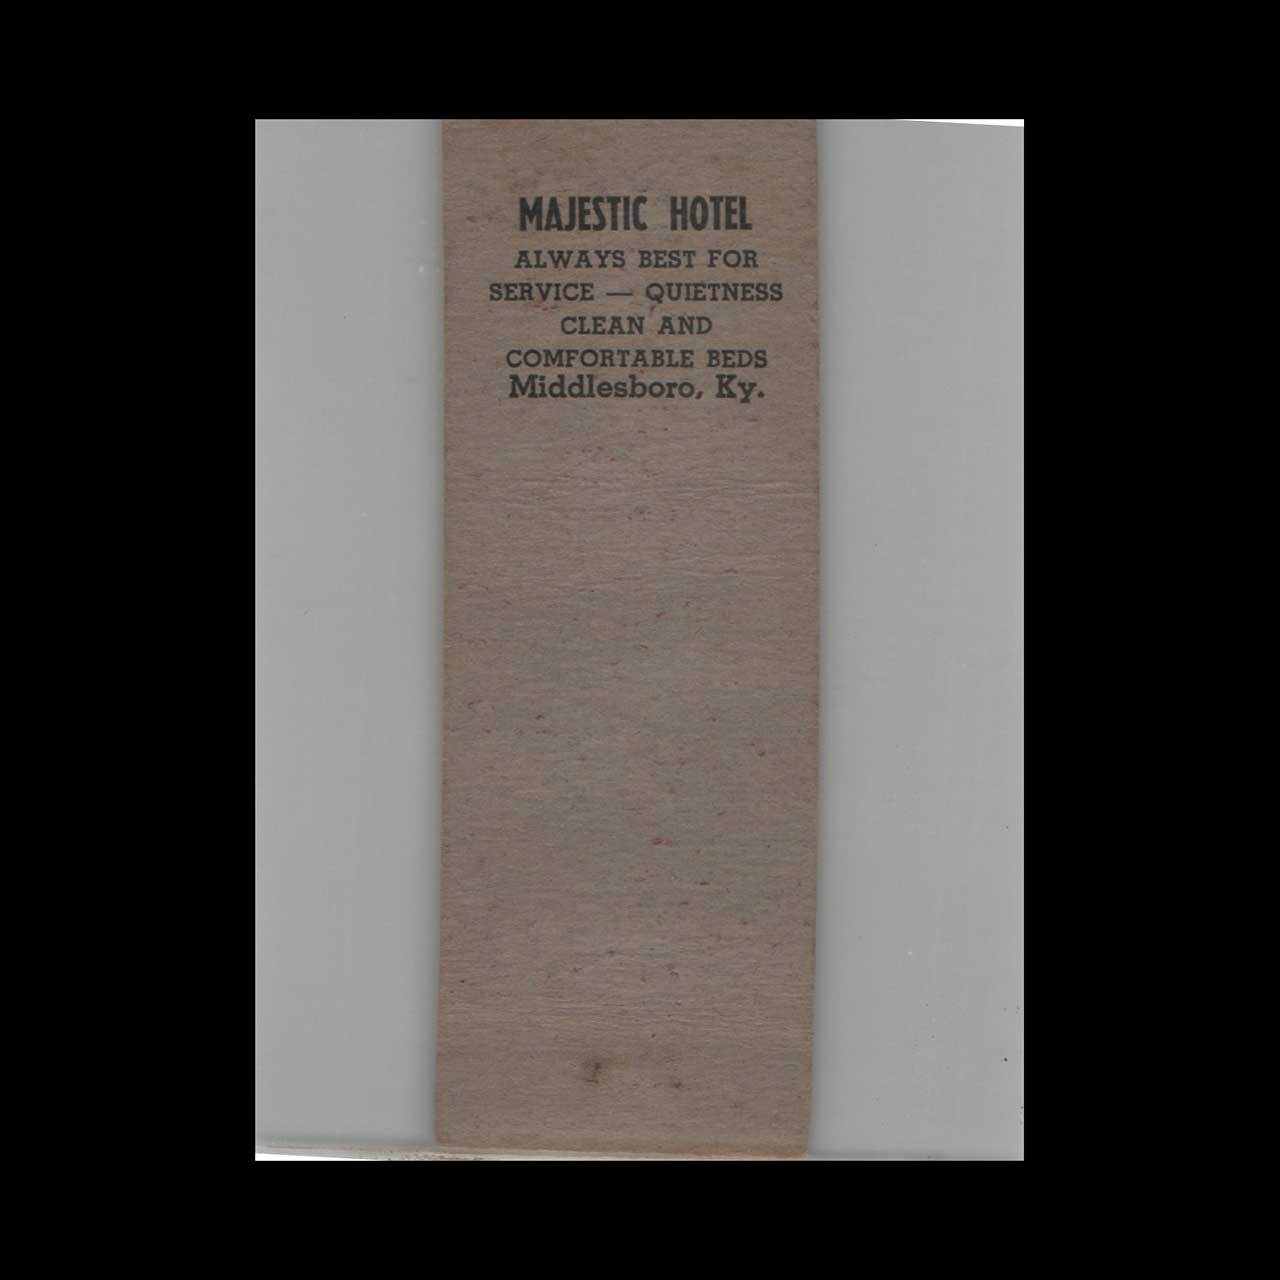 MAJESTIC HOTEL
ALWAYS BEST FOR
SERVICE — QUIETNESS
CLEAN AND
COMFORTABLE BEDS
Middlesboro, Ky.